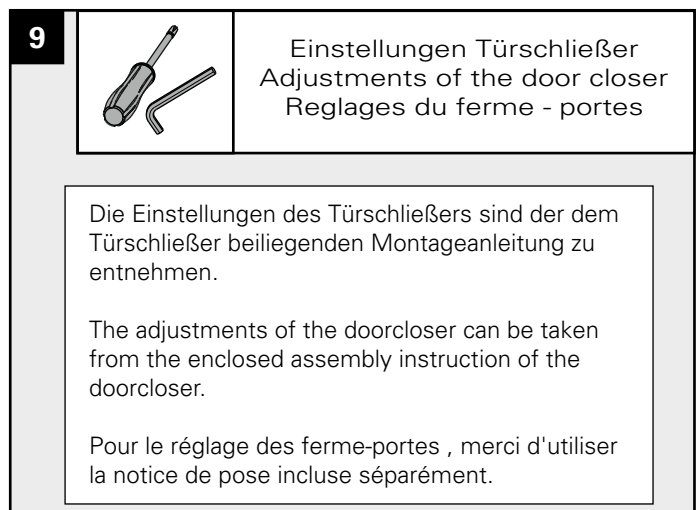 9
Einstellungen Türschließer
Adjustments of the door closer
Reglages du ferme - portes
Die Einstellungen des Türschließers sind der dem
Türschließer beiliegenden Montageanleitung zu
entnehmen.
The adjustments of the doorcloser can be taken
from the enclosed assembly instruction of the
doorcloser.
Pour le réglage des ferme-portes , merci d'utiliser
la notice de pose incluse séparément.